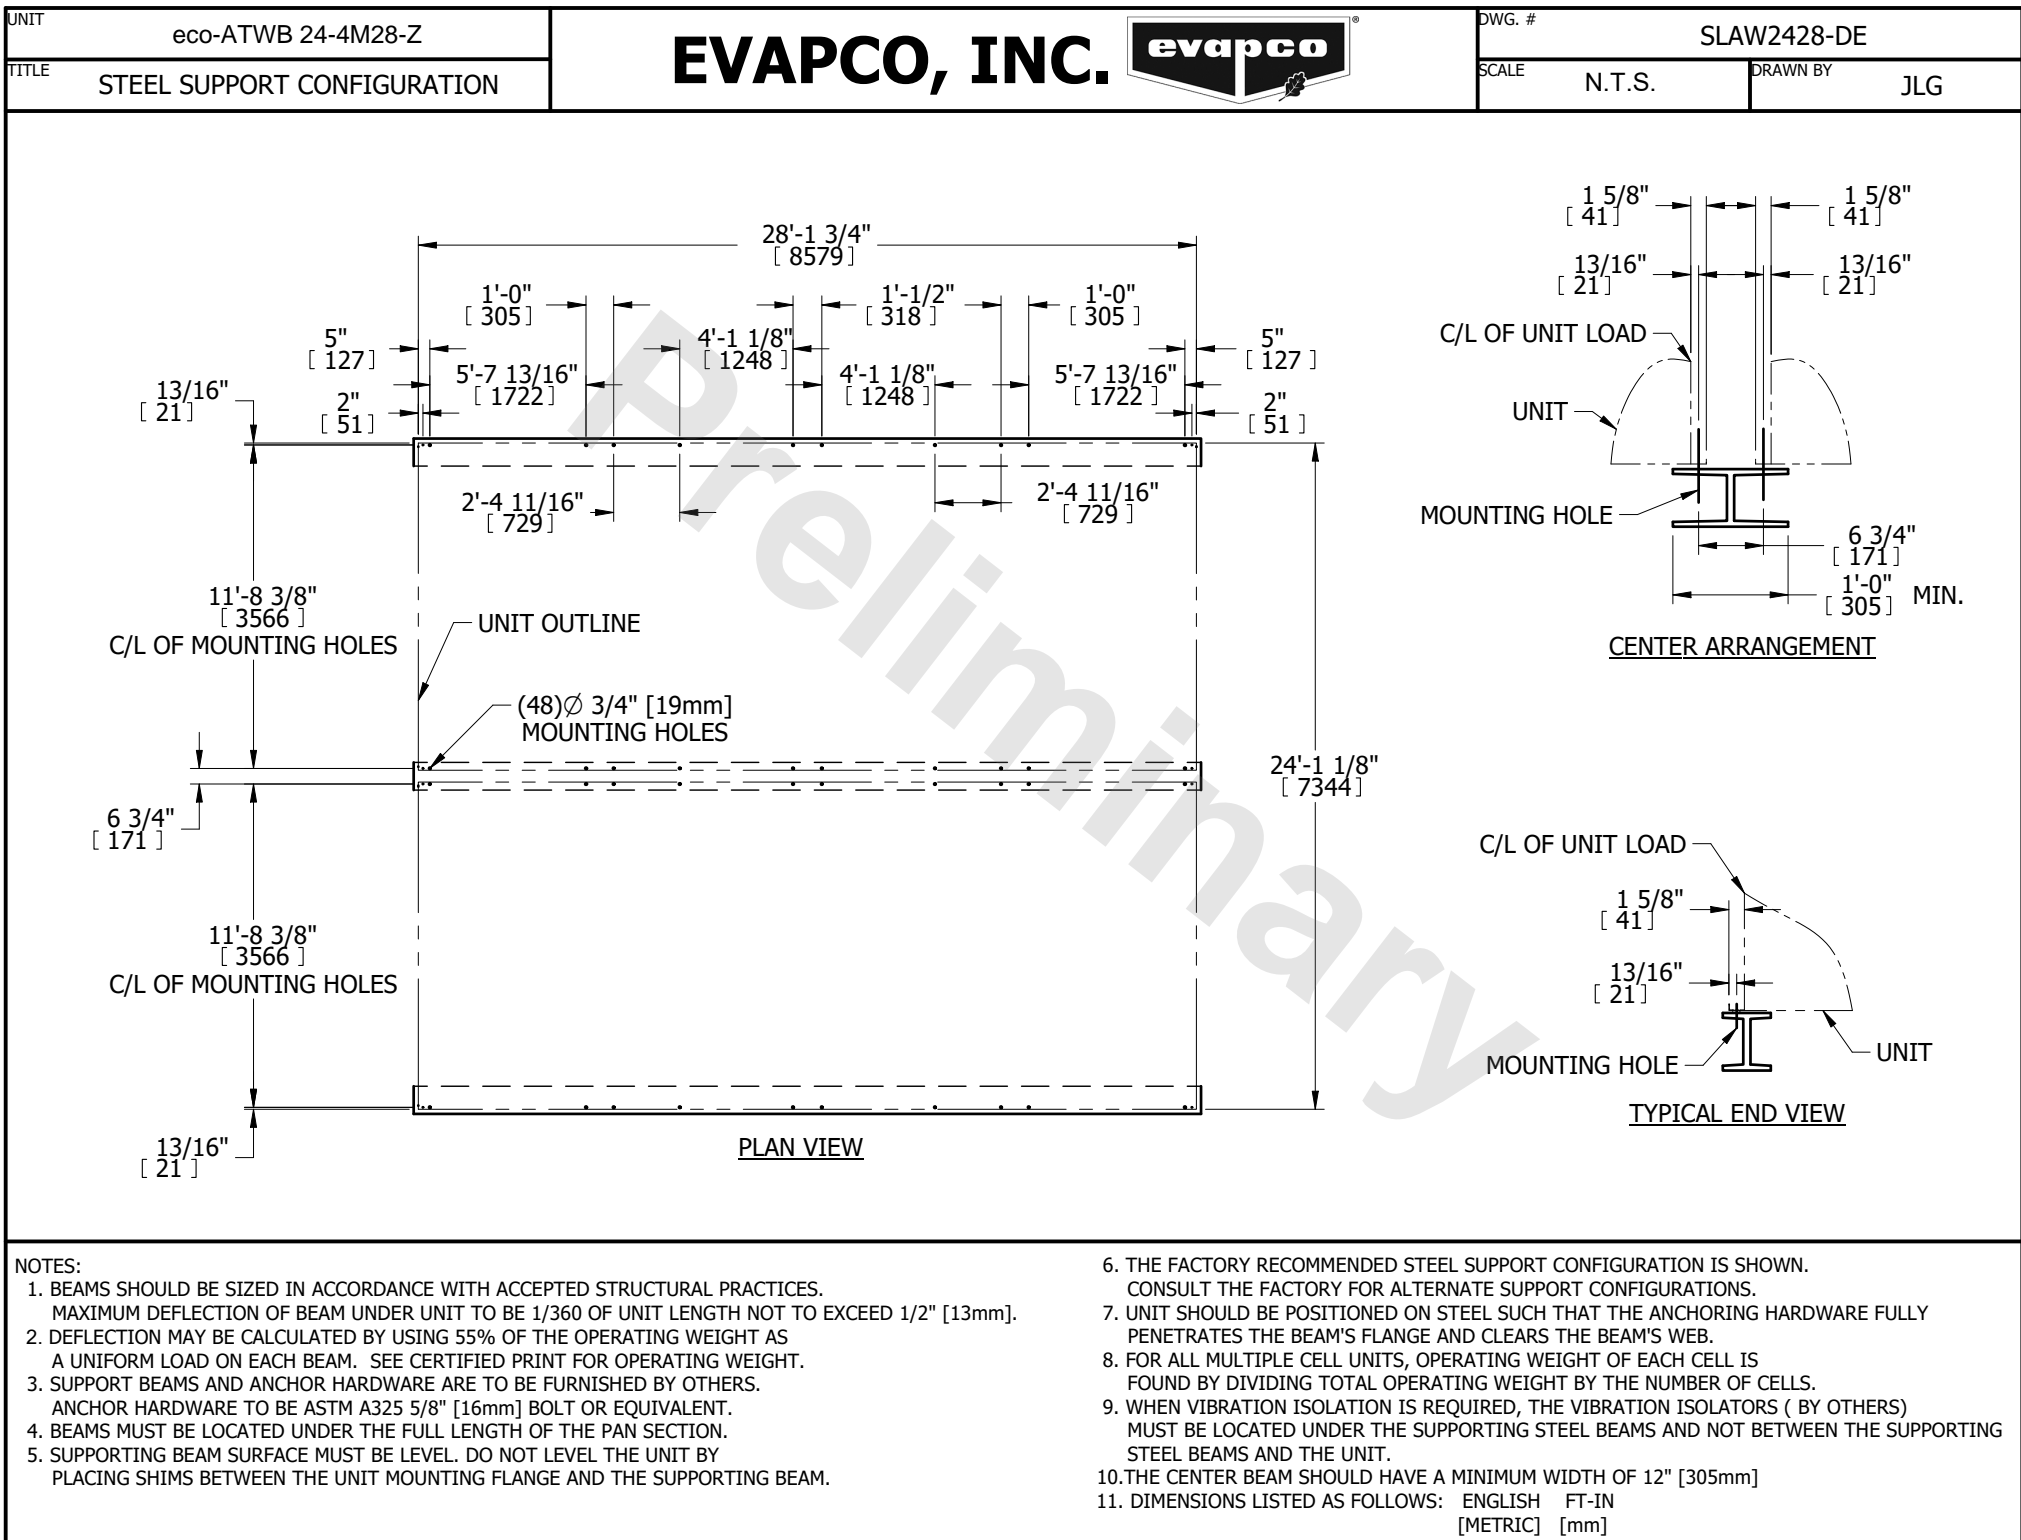 UNIT
eco-ATWB 24-4M28-Z
TITLE
STEEL SUPPORT CONFIGURATION
EVAPCO, INC.
evapco
®
DWG. #
SLAW2428-DE
SCALE
N.T.S.
DRAWN BY
JLG
28'-1 3/4"
[ 8579 ]
1'-0"
[ 305 ]
1'-1/2"
[ 318 ]
1'-0"
[ 305 ]
5"
[ 127 ]
4'-1 1/8"
[ 1248 ]
5"
[ 127 ]
13/16"
[ 21 ]
2"
[ 51 ]
5'-7 13/16"
[ 1722 ]
4'-1 1/8"
[ 1248 ]
5'-7 13/16"
[ 1722 ]
2"
[ 51 ]
2'-4 11/16"
[ 729 ]
2'-4 11/16"
[ 729 ]
11'-8 3/8"
[ 3566 ]
C/L OF MOUNTING HOLES
UNIT OUTLINE
(48)∅ 3/4" [19mm]
MOUNTING HOLES
6 3/4"
[ 171 ]
24'-1 1/8"
[ 7344 ]
11'-8 3/8"
[ 3566 ]
C/L OF MOUNTING HOLES
13/16"
[ 21 ]
PLAN VIEW
Preliminary
1 5/8"
[ 41 ]
1 5/8"
[ 41 ]
13/16"
[ 21 ]
13/16"
[ 21 ]
C/L OF UNIT LOAD
UNIT
MOUNTING HOLE
6 3/4"
[ 171 ]
1'-0"
[ 305 ]
MIN.
CENTER ARRANGEMENT
C/L OF UNIT LOAD
1 5/8"
[ 41 ]
13/16"
[ 21 ]
MOUNTING HOLE
UNIT
TYPICAL END VIEW
NOTES:
1. BEAMS SHOULD BE SIZED IN ACCORDANCE WITH ACCEPTED STRUCTURAL PRACTICES.
MAXIMUM DEFLECTION OF BEAM UNDER UNIT TO BE 1/360 OF UNIT LENGTH NOT TO EXCEED 1/2" [13mm].
2. DEFLECTION MAY BE CALCULATED BY USING 55% OF THE OPERATING WEIGHT AS
A UNIFORM LOAD ON EACH BEAM. SEE CERTIFIED PRINT FOR OPERATING WEIGHT.
3. SUPPORT BEAMS AND ANCHOR HARDWARE ARE TO BE FURNISHED BY OTHERS.
ANCHOR HARDWARE TO BE ASTM A325 5/8" [16mm] BOLT OR EQUIVALENT.
4. BEAMS MUST BE LOCATED UNDER THE FULL LENGTH OF THE PAN SECTION.
5. SUPPORTING BEAM SURFACE MUST BE LEVEL. DO NOT LEVEL THE UNIT BY
PLACING SHIMS BETWEEN THE UNIT MOUNTING FLANGE AND THE SUPPORTING BEAM.
6. THE FACTORY RECOMMENDED STEEL SUPPORT CONFIGURATION IS SHOWN.
CONSULT THE FACTORY FOR ALTERNATE SUPPORT CONFIGURATIONS.
7. UNIT SHOULD BE POSITIONED ON STEEL SUCH THAT THE ANCHORING HARDWARE FULLY
PENETRATES THE BEAM'S FLANGE AND CLEARS THE BEAM'S WEB.
8. FOR ALL MULTIPLE CELL UNITS, OPERATING WEIGHT OF EACH CELL IS
FOUND BY DIVIDING TOTAL OPERATING WEIGHT BY THE NUMBER OF CELLS.
9. WHEN VIBRATION ISOLATION IS REQUIRED, THE VIBRATION ISOLATORS ( BY OTHERS)
MUST BE LOCATED UNDER THE SUPPORTING STEEL BEAMS AND NOT BETWEEN THE SUPPORTING
STEEL BEAMS AND THE UNIT.
10.THE CENTER BEAM SHOULD HAVE A MINIMUM WIDTH OF 12" [305mm]
11. DIMENSIONS LISTED AS FOLLOWS: ENGLISH FT-IN
[METRIC] [mm]